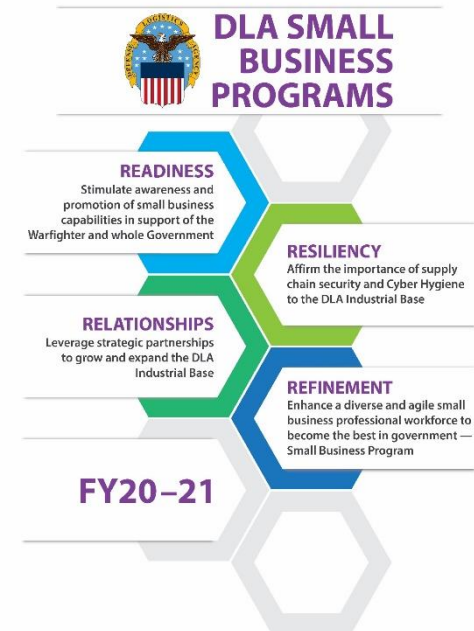 DEFENSE LOGISTICS AGENCY
DLA SMALL
BUSINESS
PROGRAMS
READINESS
Stimulate awareness and
promotion of small business
capabilities in support of the
Warfighter and whole Government
RESILIENCY
Affirm the importance of supply
chain security and Cyber Hygiene
to the DLA Industrial Base
RELATIONSHIPS
Leverage strategic partnerships
to grow and expand the DLA
Industrial Base
REFINEMENT
Enhance a diverse and agile small
business professional workforce to
become the best in government —
Small Business Program
FY20–21